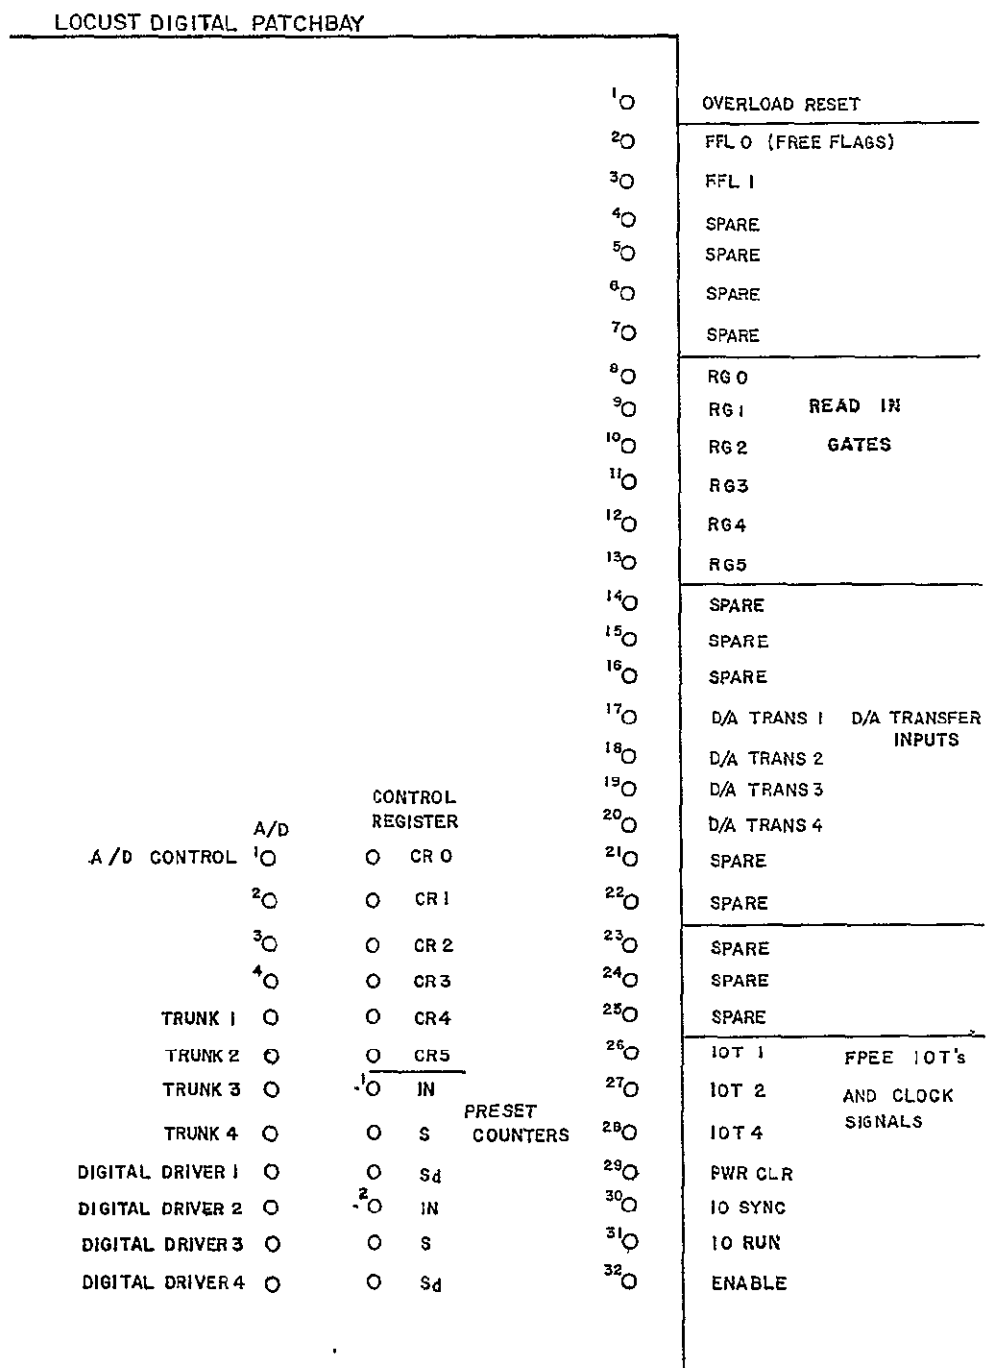 LOCUST DIGITAL PATCHBAY
1 OVERLOAD RESET
2 FFL 0 (FREE FLAGS)
3 FFL 1
4 SPARE
5 SPARE
6 SPARE
7 SPARE
8 RG 0
9 RG 1 READ IN
10 RG 2 GATES
11 RG3
12 RG4
13 RG5
14 SPARE
15 SPARE
16 SPARE
17 D/A TRANS 1 D/A TRANSFER
INPUTS
18 D/A TRANS 2
19 D/A TRANS 3
20 D/A TRANS 4
CONTROL
REGISTER
A/D
A/D CONTROL 1 CR 0 21 SPARE
2 CR 1 22 SPARE
3 CR 2 23 SPARE
4 CR3 24 SPARE
TRUNK 1 CR4 25 SPARE
TRUNK 2 CR5 26 IOT 1 FPEE IOT's
TRUNK 3 1 IN 27 IOT 2 AND CLOCK
PRESET
SIGNALS
TRUNK 4 S COUNTERS 28 IOT 4
DIGITAL DRIVER 1 Sd 29 PWR CLR
DIGITAL DRIVER 2 2 IN 30 IO SYNC
DIGITAL DRIVER 3 S 31 IO RUN
DIGITAL DRIVER 4 Sd 32 ENABLE